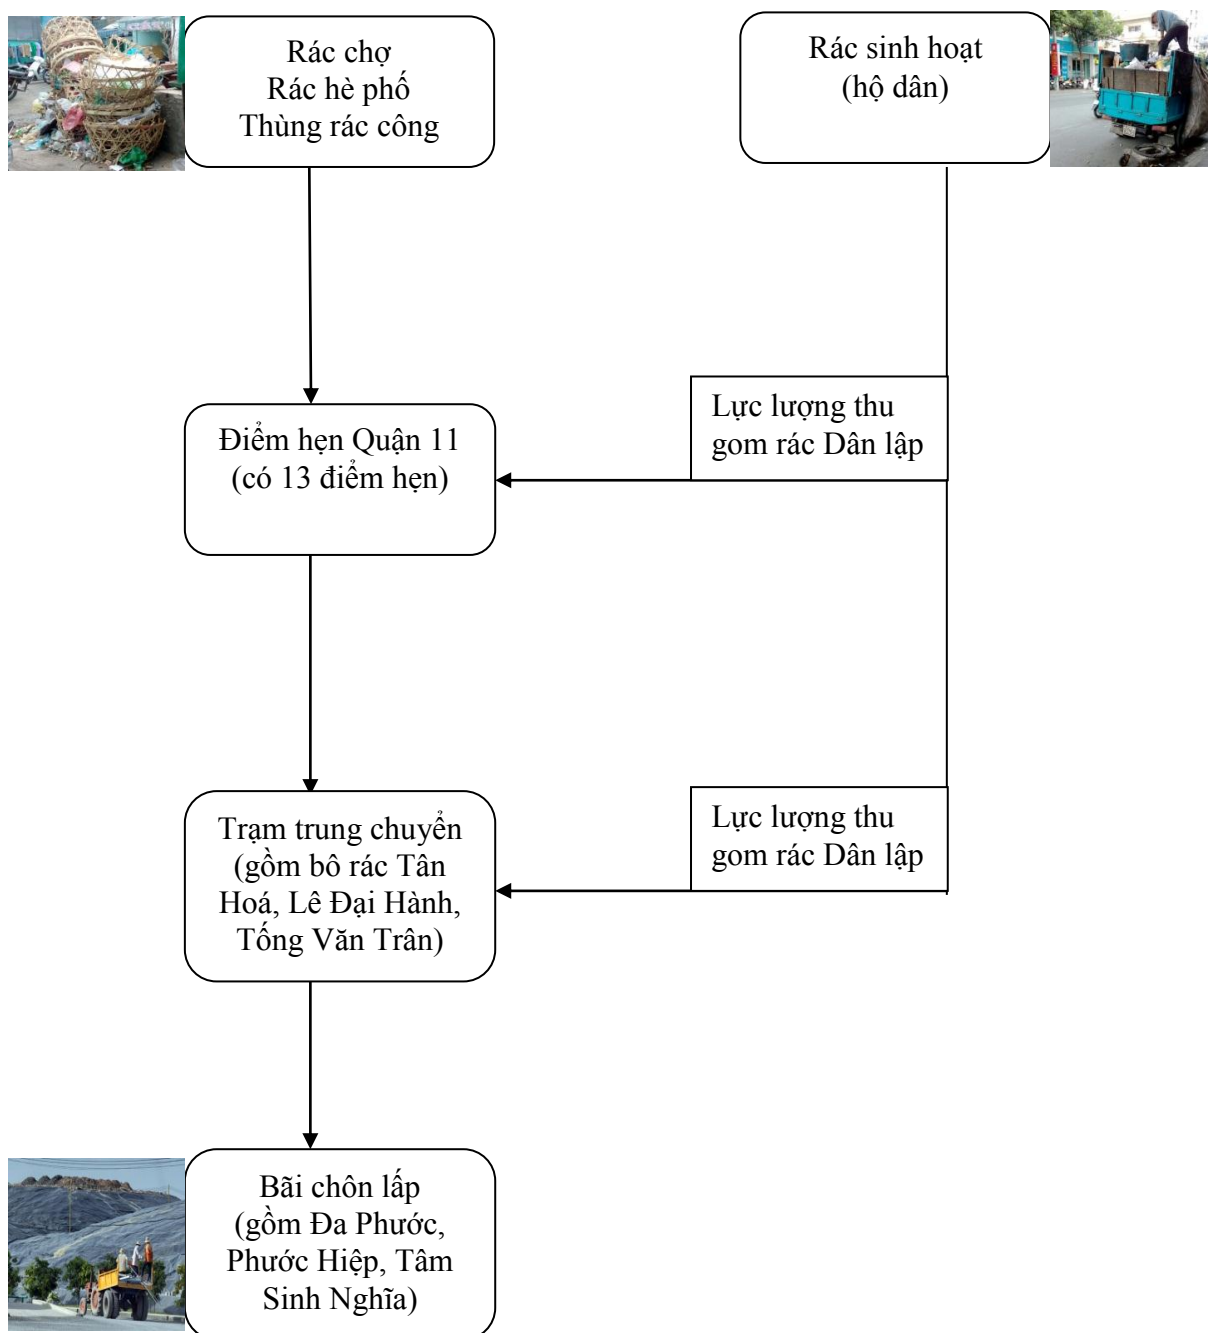 Rác chợ
Rác hè phố
Thùng rác công
Rác sinh hoạt
(hộ dân)
Lực lượng thu
gom rác Dân lập
Điểm hẹn Quận 11
(có 13 điểm hẹn)
Lực lượng thu
gom rác Dân lập
Trạm trung chuyển
(gồm bô rác Tân
Hoá, Lê Đại Hành,
Tống Văn Trân)
Bãi chôn lấp
(gồm Đa Phước,
Phước Hiệp, Tâm
Sinh Nghĩa)